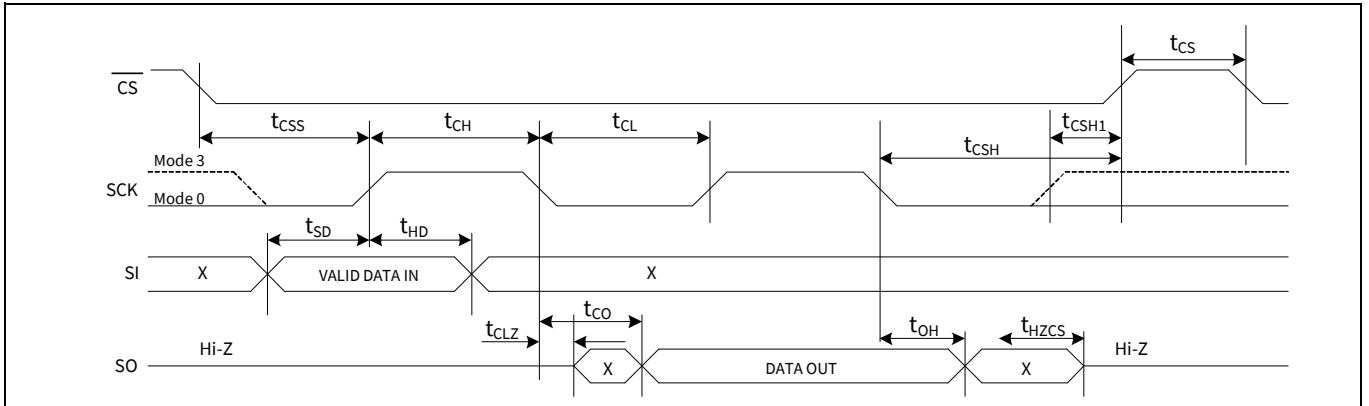 tCS
CS
tCSS tCH tCL tCSH tCSH1
Mode 3
SCK
Mode 0
tSD tHD
SI X VALID DATA IN X
tCLZ tCO tOH tHZCS
Hi-Z Hi-Z
SO X DATA OUT X